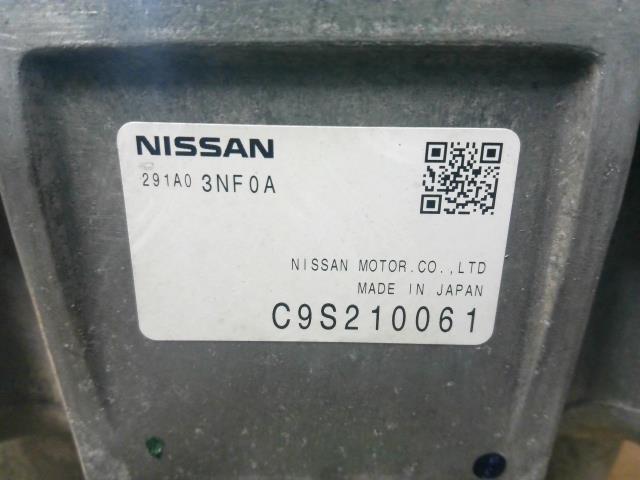 NISSAN
291A0 3NF0A
NISSAN MOTOR.CO.,LTD
MADE IN JAPAN
C9S210061